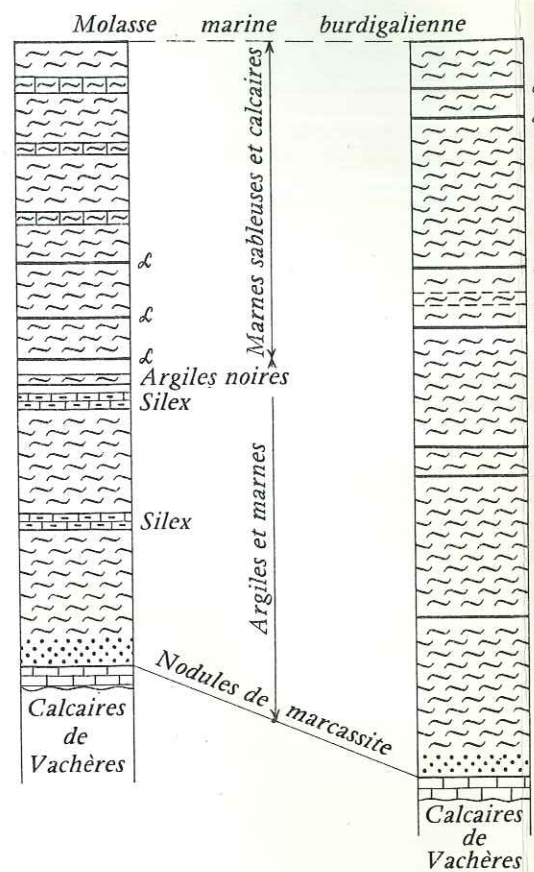 Molasse marine burdigalienne
Marnes sableuses et calcaires
ℒ
ℒ
ℒ
Argiles noires
Silex
Silex
Argiles et marnes
Nodules de marcassite
Calcaires
de
Vachères
Calcaires
de
Vachères